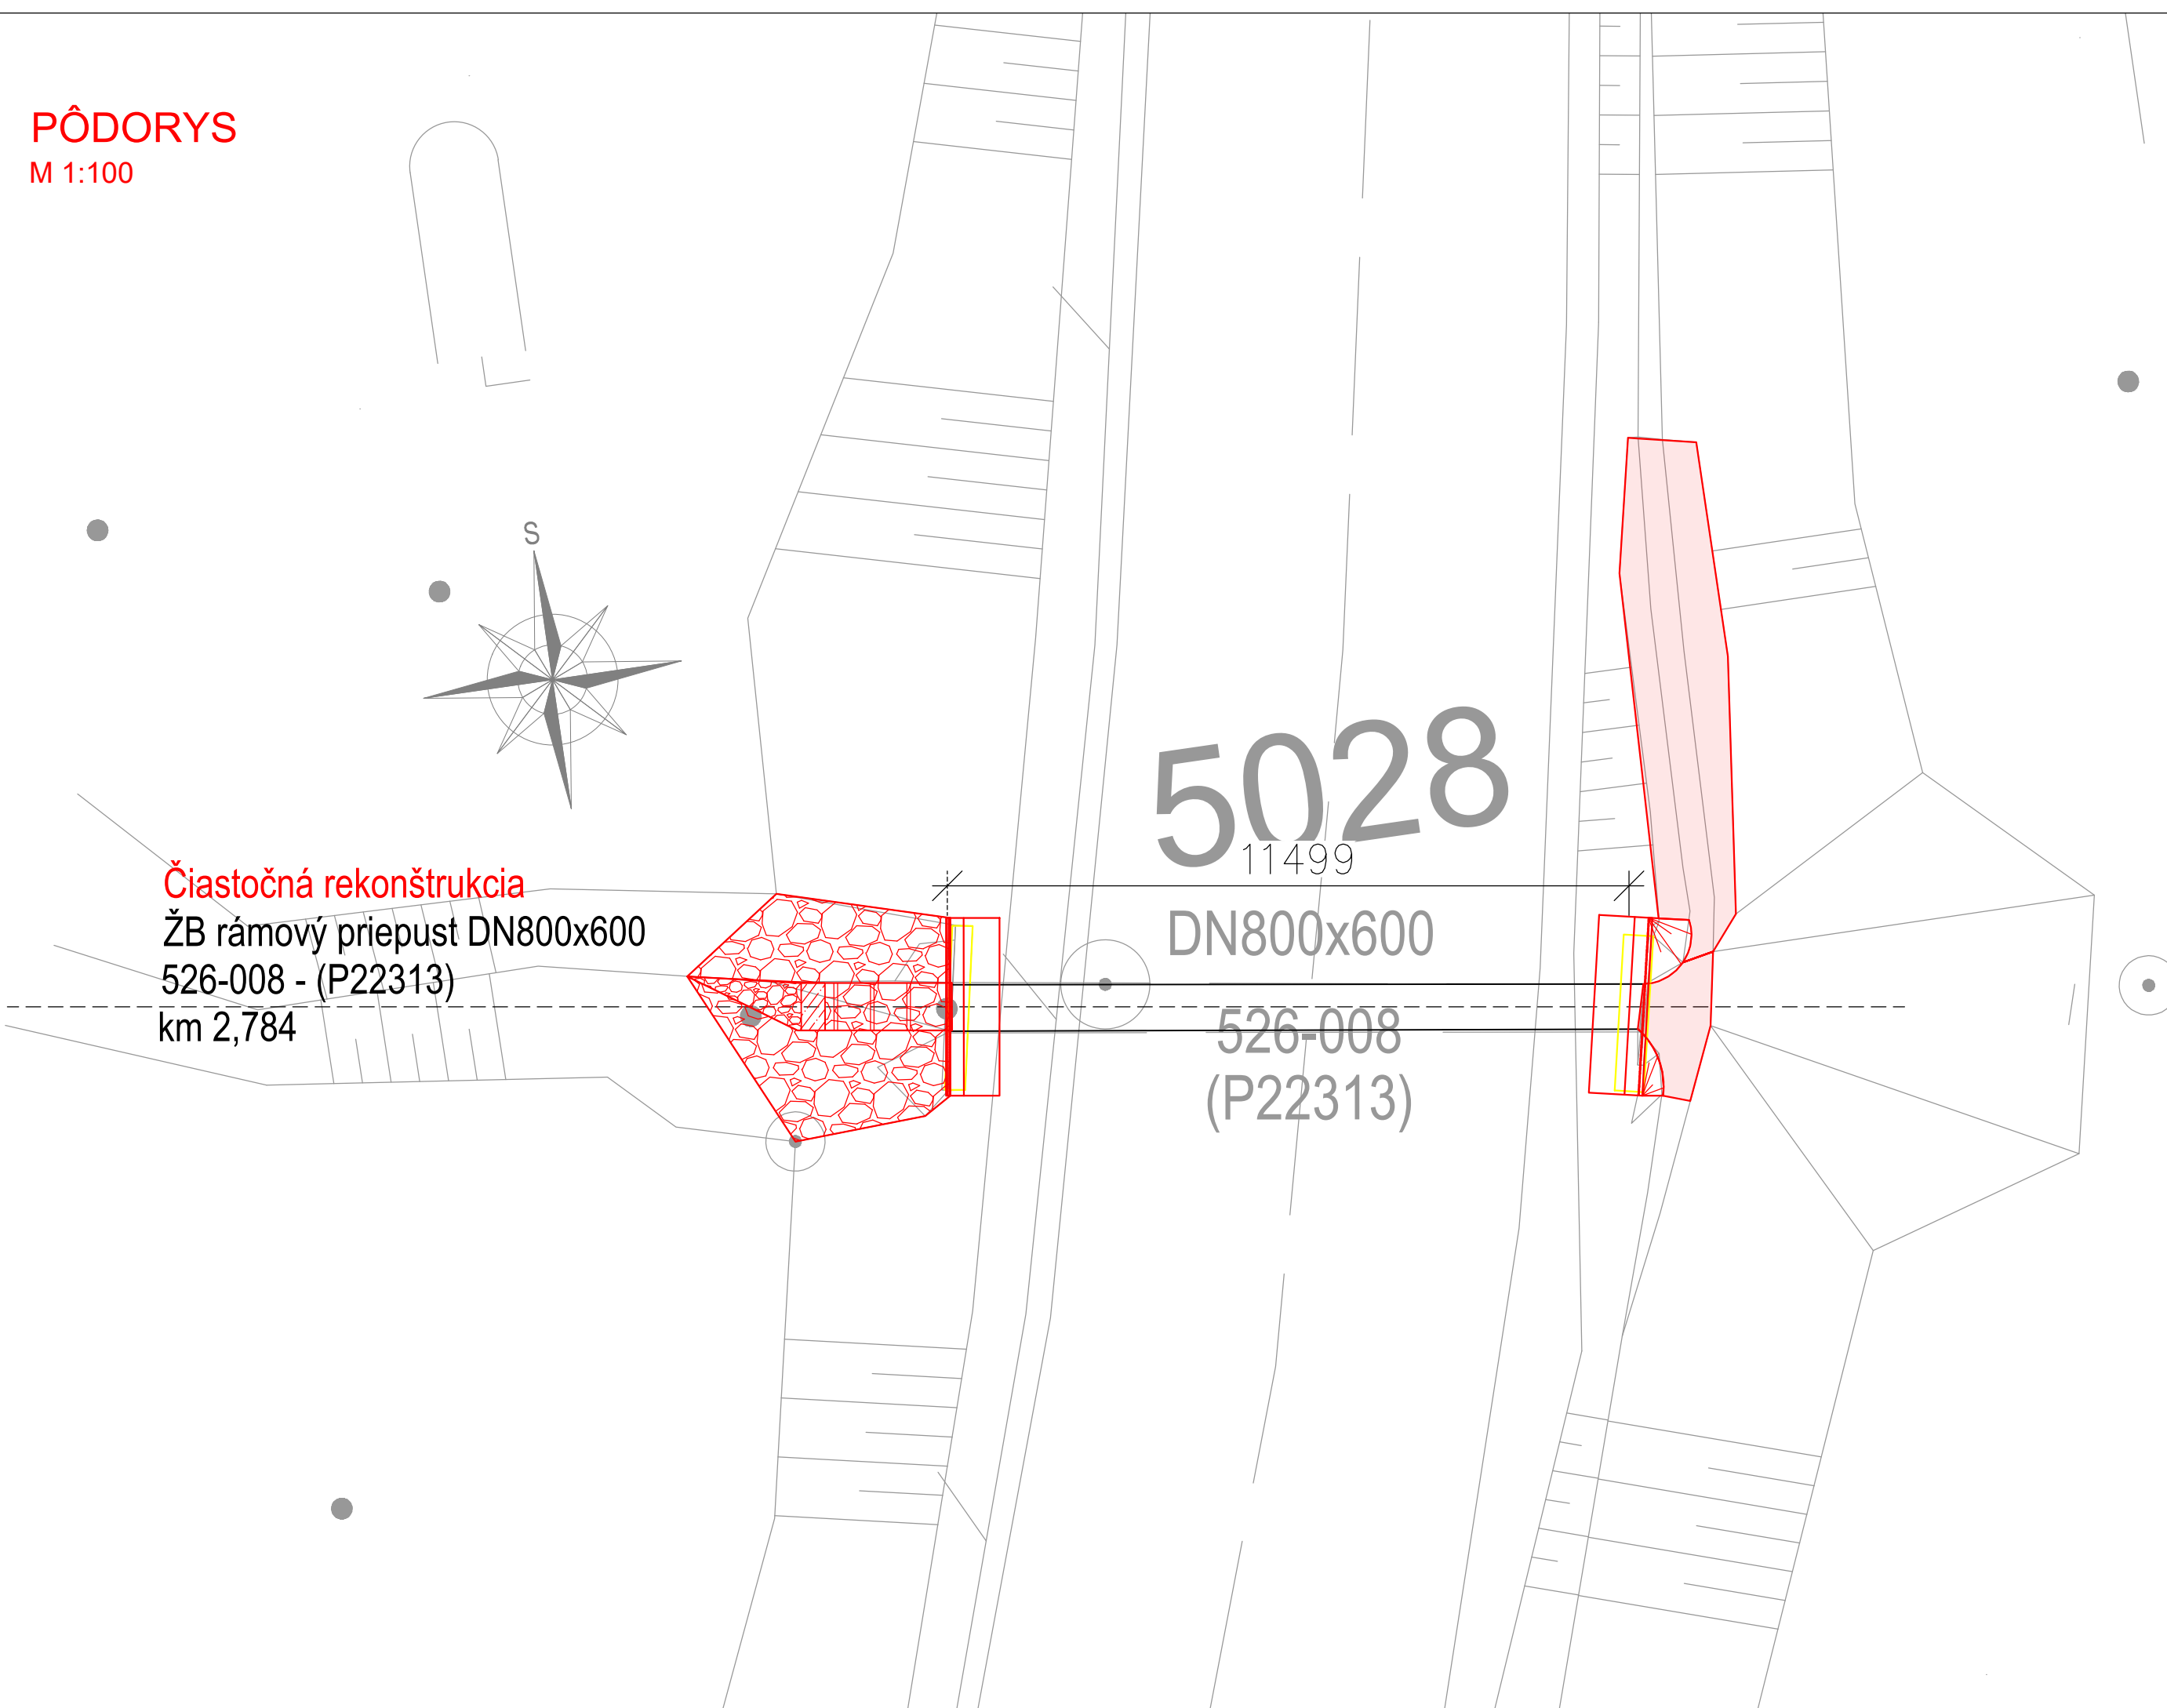 PÔDORYS
M 1:100
S
5028
11499
Čiastočná rekonštrukcia
ŽB rámový priepust DN800x600
526-008 - (P22313)
km 2,784
DN800x600
526-008
(P22313)